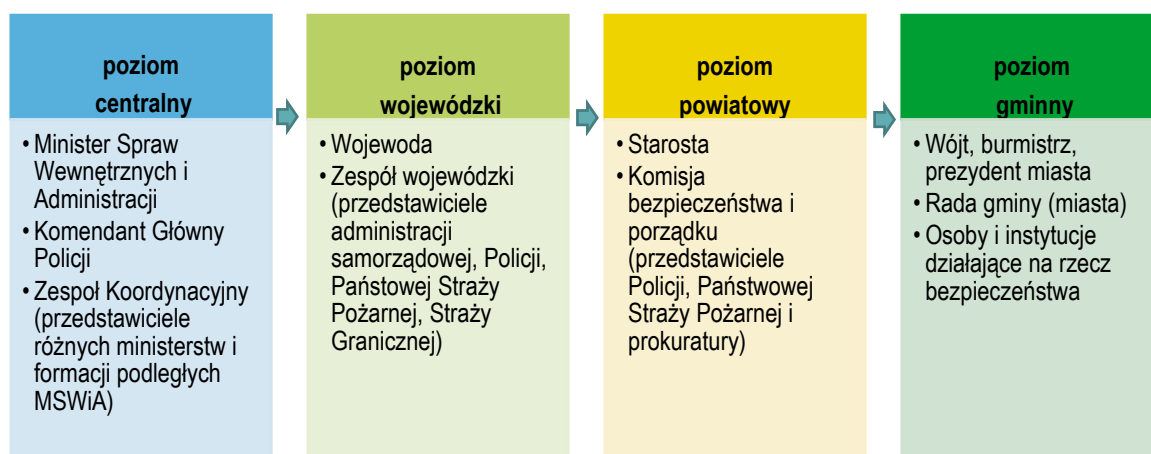 poziom
centralny
• Minister Spraw
Wewnętrznych i
Administracji
• Komendant Główny
Policji
• Zespoł Koordynacyjny
(przedstawiciele
różnych ministerstw i
formacji podległych
MSWiA)
poziom
wojewódzki
• Wojewoda
• Zespół wojewódzki
(przedstawiciele
administracji
samorządowej, Policji,
Państowej Straży
Pożarnej, Straży
Granicznej)
poziom
powiatowy
• Starosta
• Komisja
bezpieczeństwa i
porządku
(przedstawiciele
Policji, Państwowej
Straży Pożarnej i
prokuratury)
poziom
gminny
• Wójt, burmistrz,
prezydent miasta
• Rada gminy (miasta)
• Osoby i instytucje
działające na rzecz
bezpieczeństwa